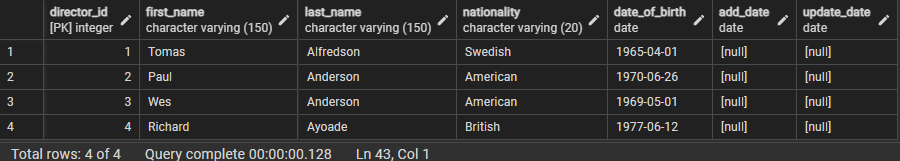 director_id first_name last_name nationality date_of_birth add_date update_date
[PK] integer character varying (150) character varying (150) character varying (20) date date date
1 1 Tomas Alfredson Swedish 1965-04-01 [null] [null]
2 2 Paul Anderson American 1970-06-26 [null] [null]
3 3 Wes Anderson American 1969-05-01 [null] [null]
4 4 Richard Ayoade British 1977-06-12 [null] [null]
Total rows: 4 of 4 Query complete 00:00:00.128 Ln 43, Col 1